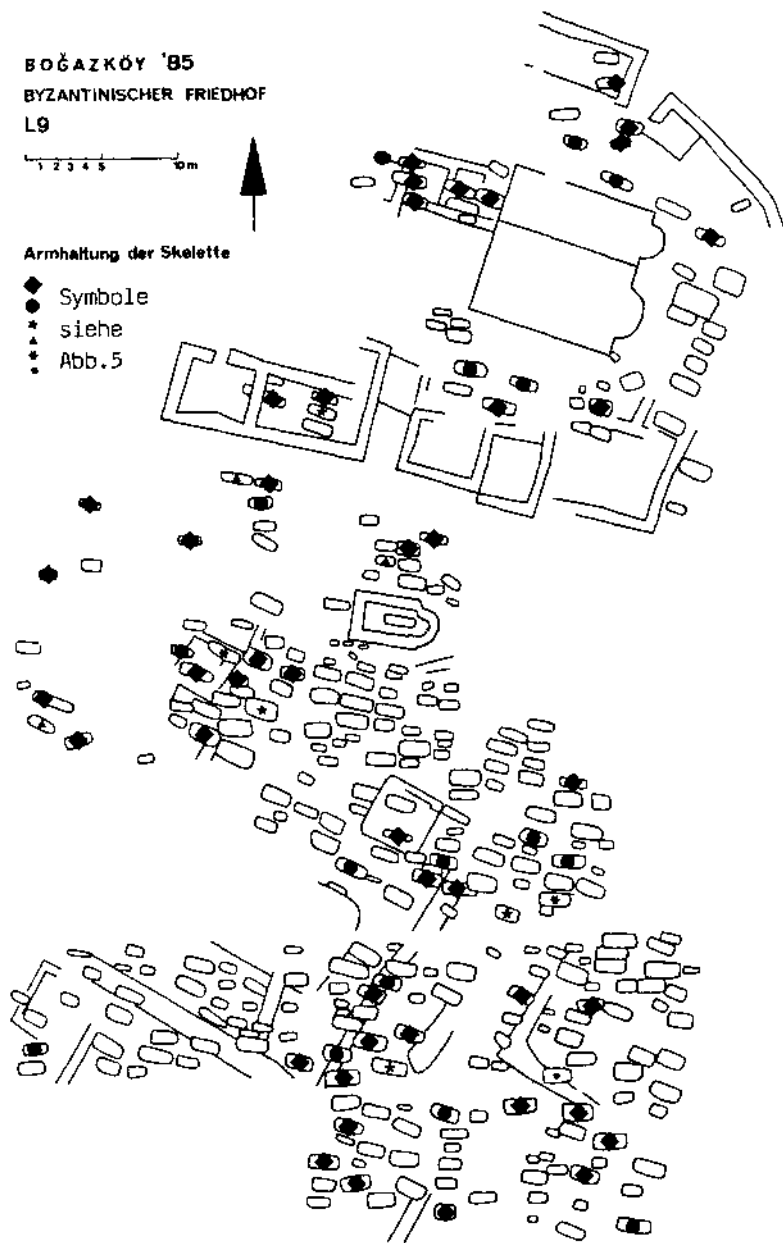 BOĞAZKÖY '85
BYZANTINISCHER FRIEDHOF
L9
1 2 3 4 5 10m
Armhaltung der Skelette
Symbole
siehe
Abb.5